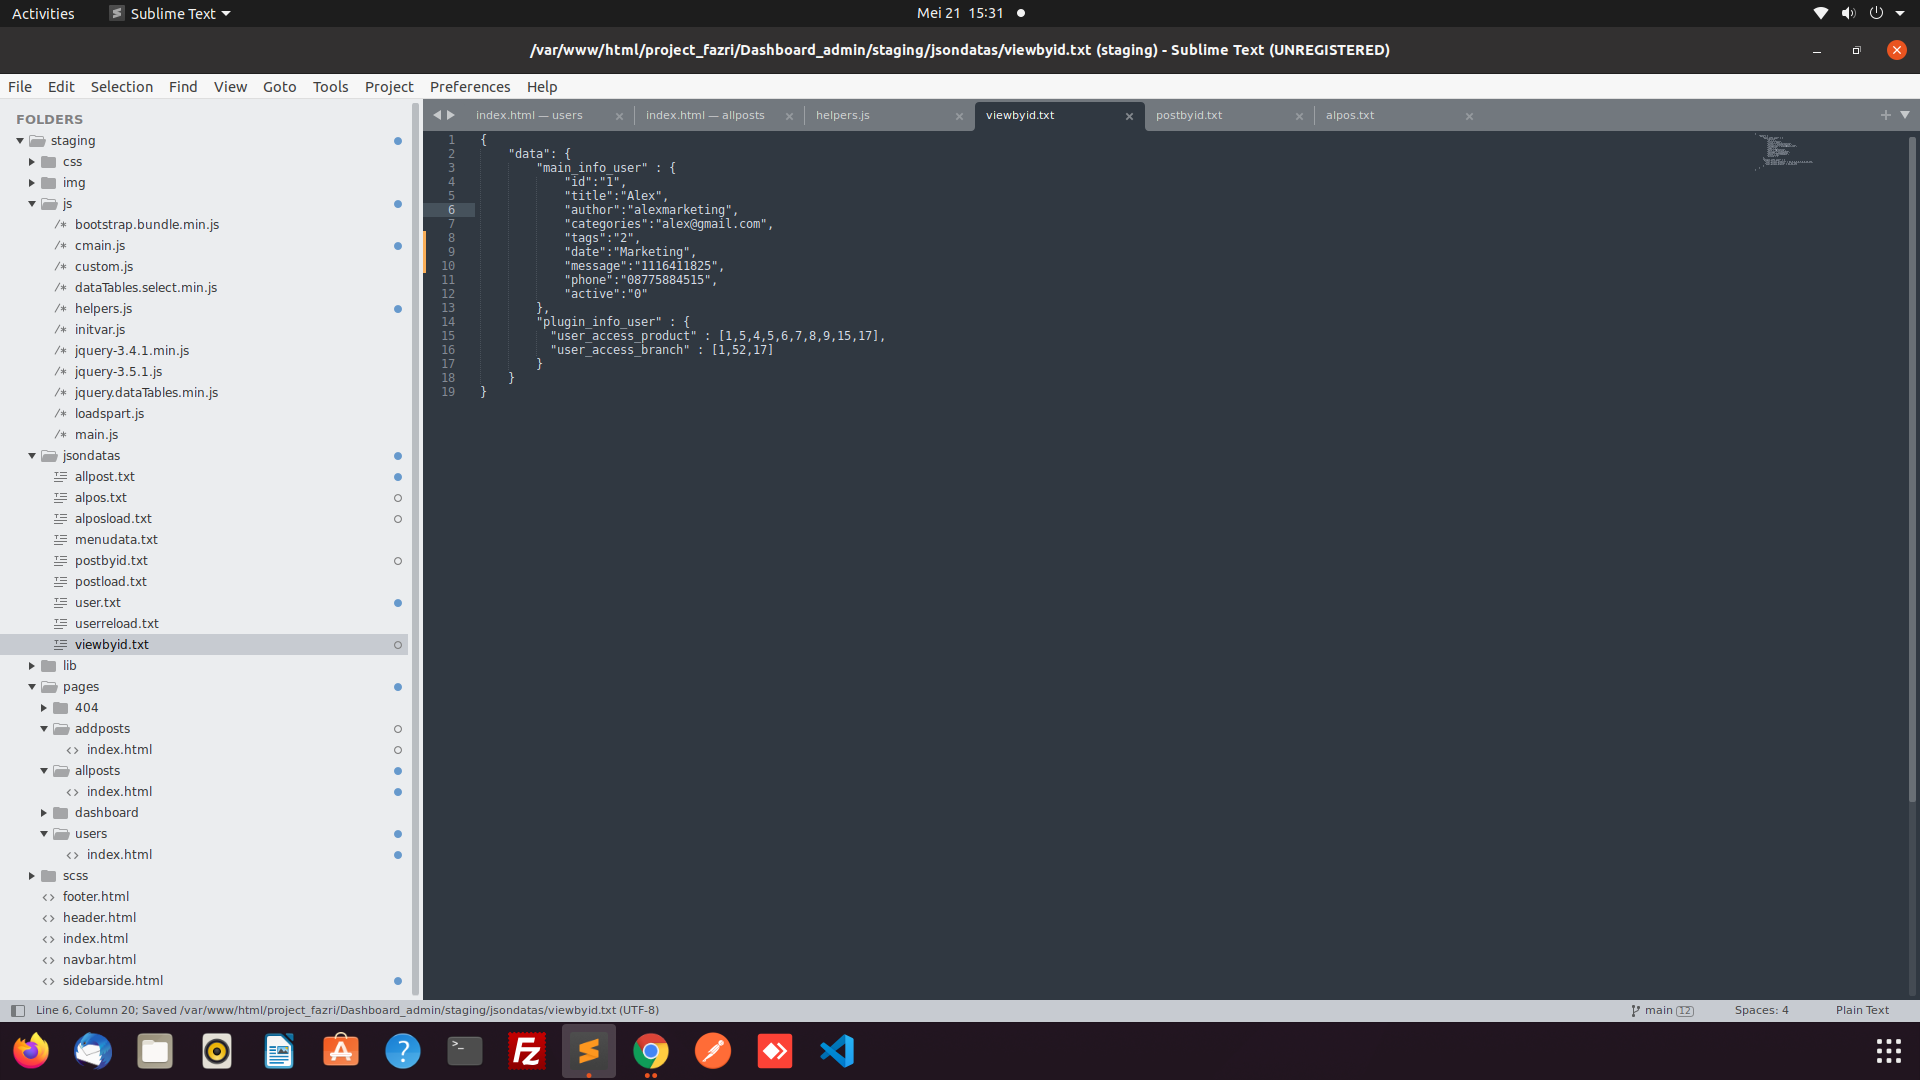 Activities
Sublime Text
Mei 21 15:31
/var/www/html/project_fazri/Dashboard_admin/staging/jsondatas/viewbyid.txt (staging) - Sublime Text (UNREGISTERED)
File Edit Selection Find View Goto Tools Project Preferences Help
FOLDERS
staging
css
img
js
/* bootstrap.bundle.min.js
/* cmain.js
/* custom.js
/* dataTables.select.min.js
/* helpers.js
/* initvar.js
/* jquery-3.4.1.min.js
/* jquery-3.5.1.js
/* jquery.dataTables.min.js
/* loadspart.js
/* main.js
jsondatas
allpost.txt
alpos.txt
alposload.txt
menudata.txt
postbyid.txt
postload.txt
user.txt
userreload.txt
viewbyid.txt
lib
pages
404
addposts
<> index.html
allposts
<> index.html
dashboard
users
<> index.html
scss
<> footer.html
<> header.html
<> index.html
<> navbar.html
<> sidebarside.html
index.html — users
index.html — allposts
helpers.js
viewbyid.txt
postbyid.txt
alpos.txt
1 {
2 "data": {
3 "main_info_user" : {
4 "id":"1",
5 "title":"Alex",
6 "author":"alexmarketing",
7 "categories":"alex@gmail.com",
8 "tags":"2",
9 "date":"Marketing",
10 "message":"1116411825",
11 "phone":"08775884515",
12 "active":"0"
13 },
14 "plugin_info_user" : {
15 "user_access_product" : [1,5,4,5,6,7,8,9,15,17],
16 "user_access_branch" : [1,52,17]
17 }
18 }
19 }
Line 6, Column 20; Saved /var/www/html/project_fazri/Dashboard_admin/staging/jsondatas/viewbyid.txt (UTF-8)
main 12
Spaces: 4
Plain Text